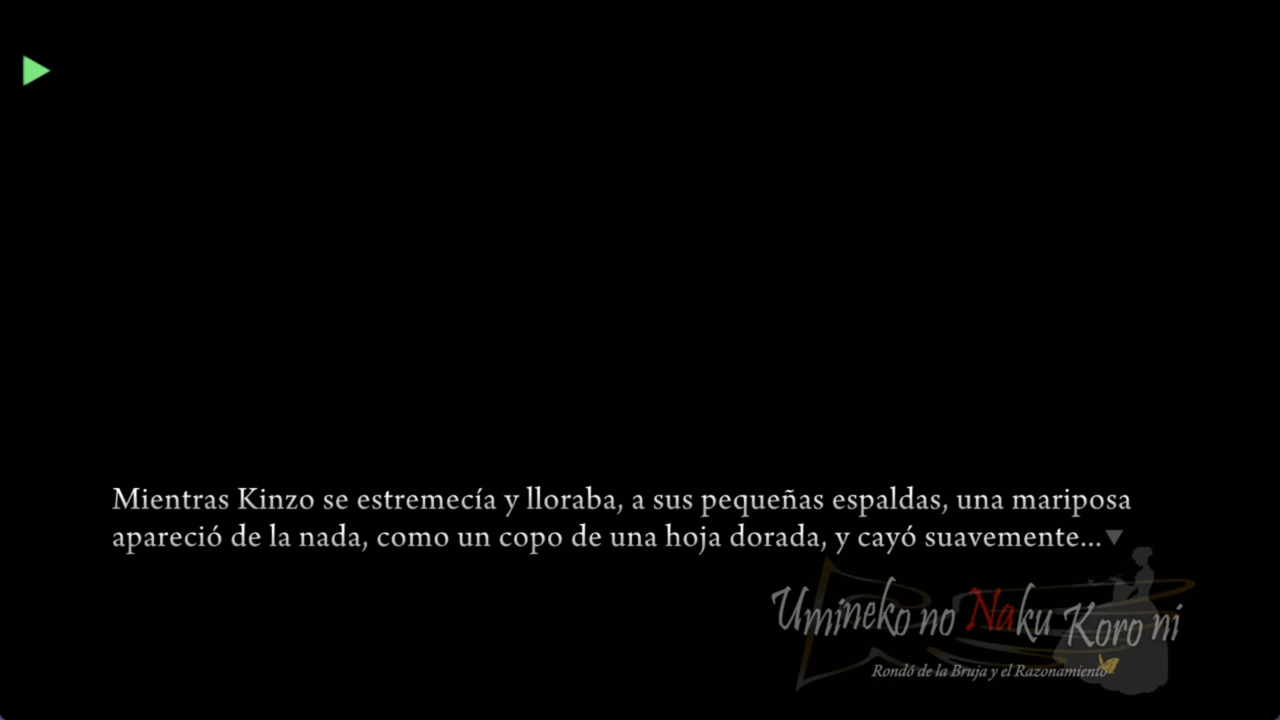 Mientras Kinzo se estremecía y lloraba, a sus pequeñas espaldas, una mariposa
apareció de la nada, como un copo de una hoja dorada, y cayó suavemente...
Umineko no Naku Koro ni
Rondó de la Bruja y el Razonamiento